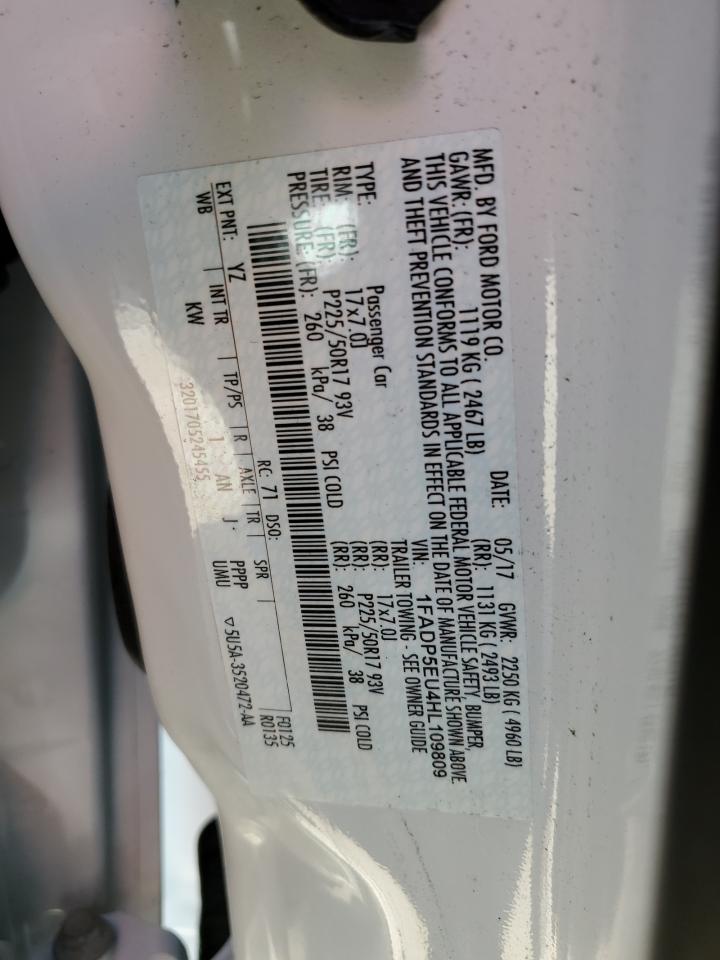 MFD. BY FORD MOTOR CO.
DATE: 05/17 GVWR: 2250 KG ( 4960 LB)
GAWR: (FR): 1119 KG ( 2467 LB) (RR): 1131 KG ( 2493 LB)
THIS VEHICLE CONFORMS TO ALL APPLICABLE FEDERAL MOTOR VEHICLE SAFETY, BUMPER,
AND THEFT PREVENTION STANDARDS IN EFFECT ON THE DATE OF MANUFACTURE SHOWN ABOVE
VIN: 1FADP5EU4HL109809
TYPE: Passenger Car TRAILER TOWING - SEE OWNER GUIDE
RIM: (FR): 17x7.0J (RR): 17x7.0J
TIRE: (FR): P225/50R17 93V (RR): P225/50R17 93V
PRESSURE: (FR): 260 kPa/ 38 PSI COLD (RR): 260 kPa/ 38 PSI COLD
F0125
R0135
EXT PNT: YZ RC: 71 DSO:
WB INT TR TP/PS R AXLE TR SPR
KW 1 AN J PPPP
UMU
3201705245455 ▽5U5A-3520472-AA